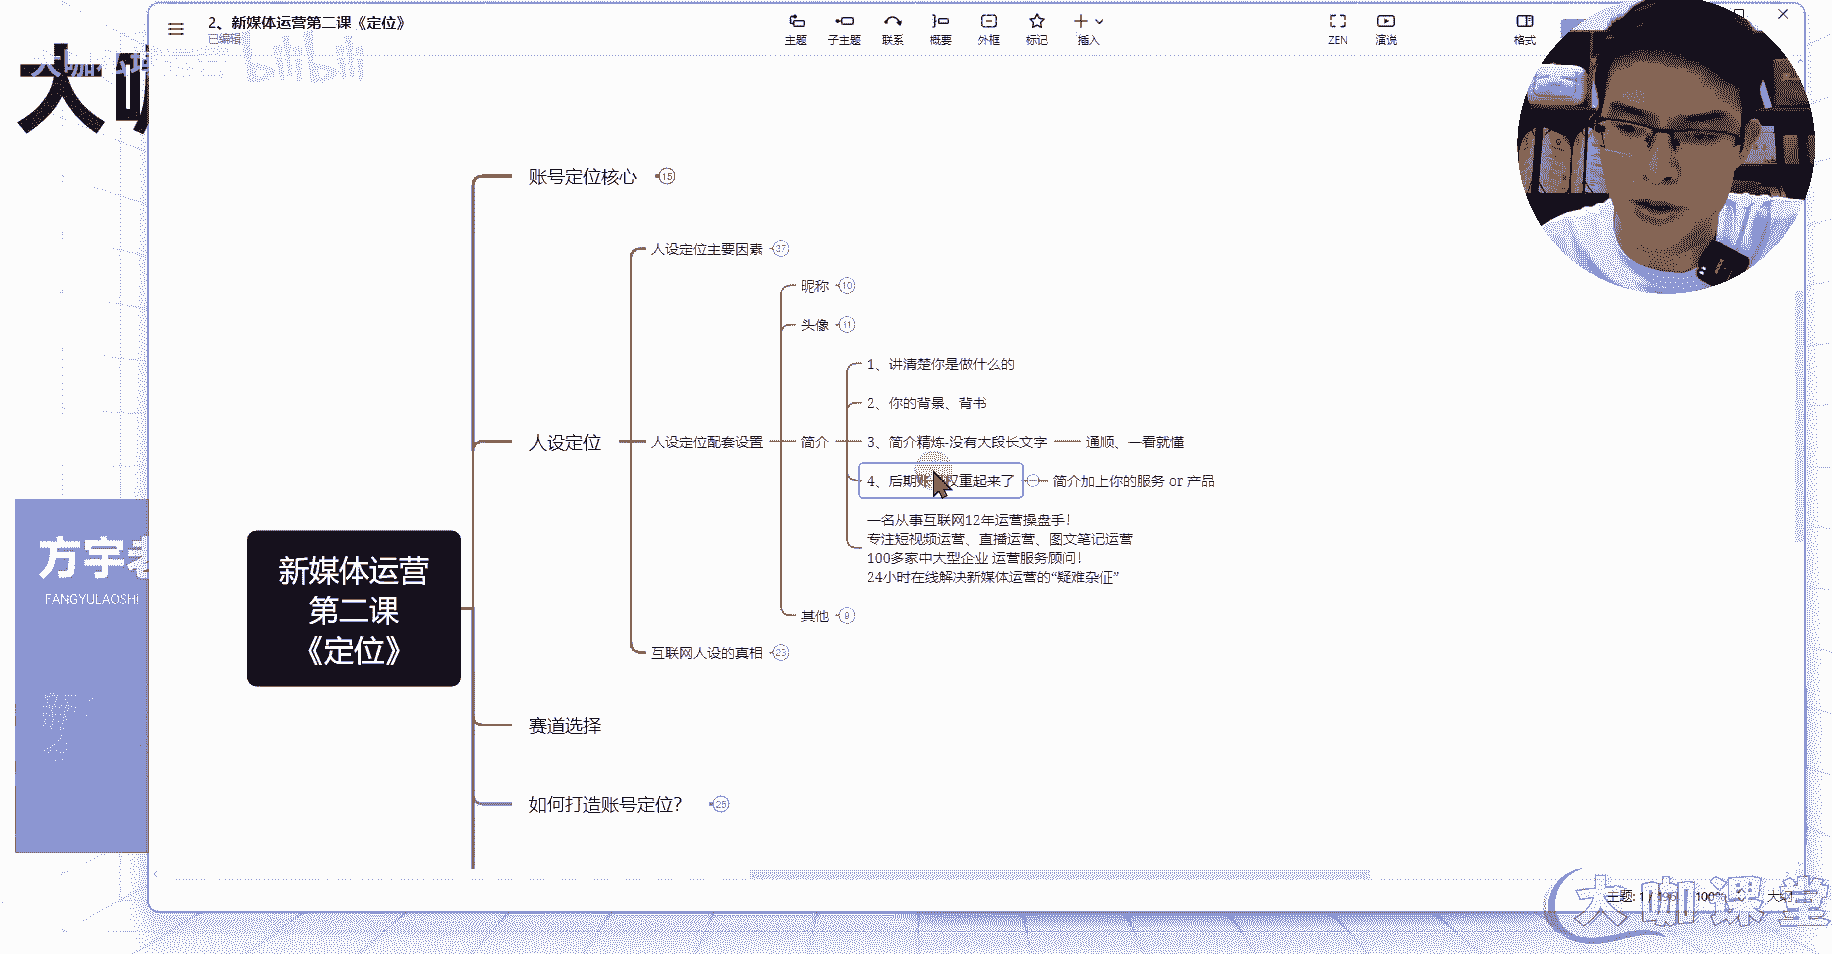 2、新媒体运营第二课《定位》
已编辑
主题
子主题
联系
概要
外框
标记
插入
ZEN
演说
格式
bilibili
大咖
账号定位核心
15
人设定位主要因素
37
昵称
10
头像
11
1、讲清楚你是做什么的
2、你的背景、背书
人设定位
人设定位配套设置
简介
3、简介精炼-没有大段长文字
通顺、一看就懂
4、后期账号权重起来了
简介加上你的服务 or 产品
一名从事互联网12年运营操盘手！
专注短视频运营、直播运营、图文笔记运营
100多家中大型企业 运营服务顾问！
24小时在线解决新媒体运营的“疑难杂症”
其他
9
互联网人设的真相
23
新媒体运营
第二课
《定位》
方宇老
FANGYULAOSHI
赛道选择
如何打造账号定位？
25
主题: 1 / 196
100%
大纲
大咖课堂